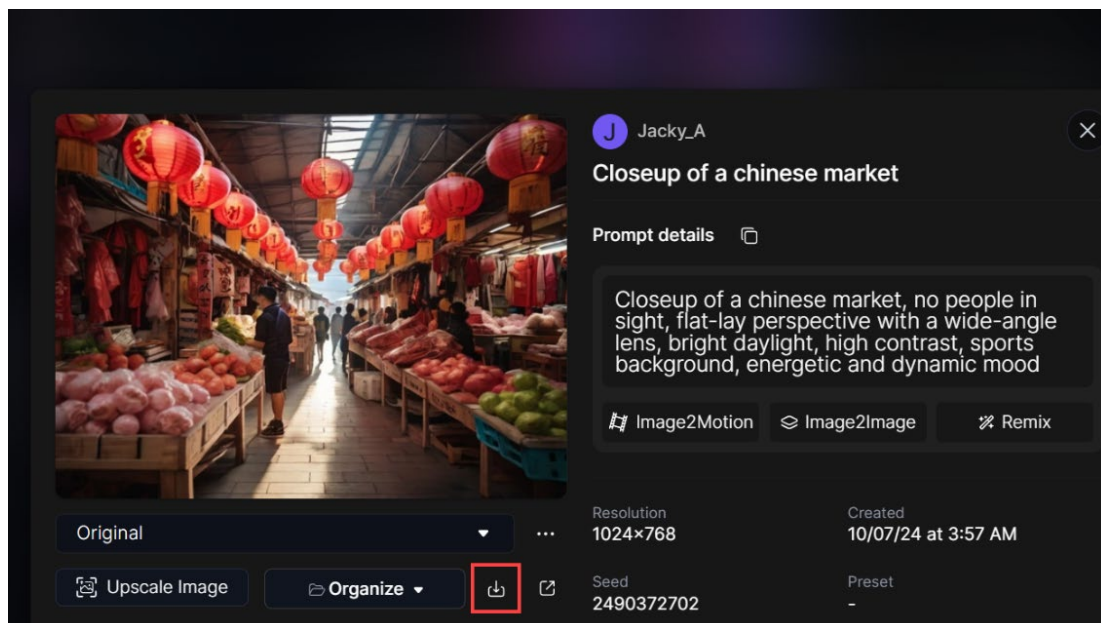 J Jacky_A
Closeup of a chinese market
Prompt details
Closeup of a chinese market, no people in
sight, flat-lay perspective with a wide-angle
lens, bright daylight, high contrast, sports
background, energetic and dynamic mood
Image2Motion Image2Image Remix
Original
Resolution Created
1024×768 10/07/24 at 3:57 AM
Upscale Image Organize
Seed Preset
2490372702 -